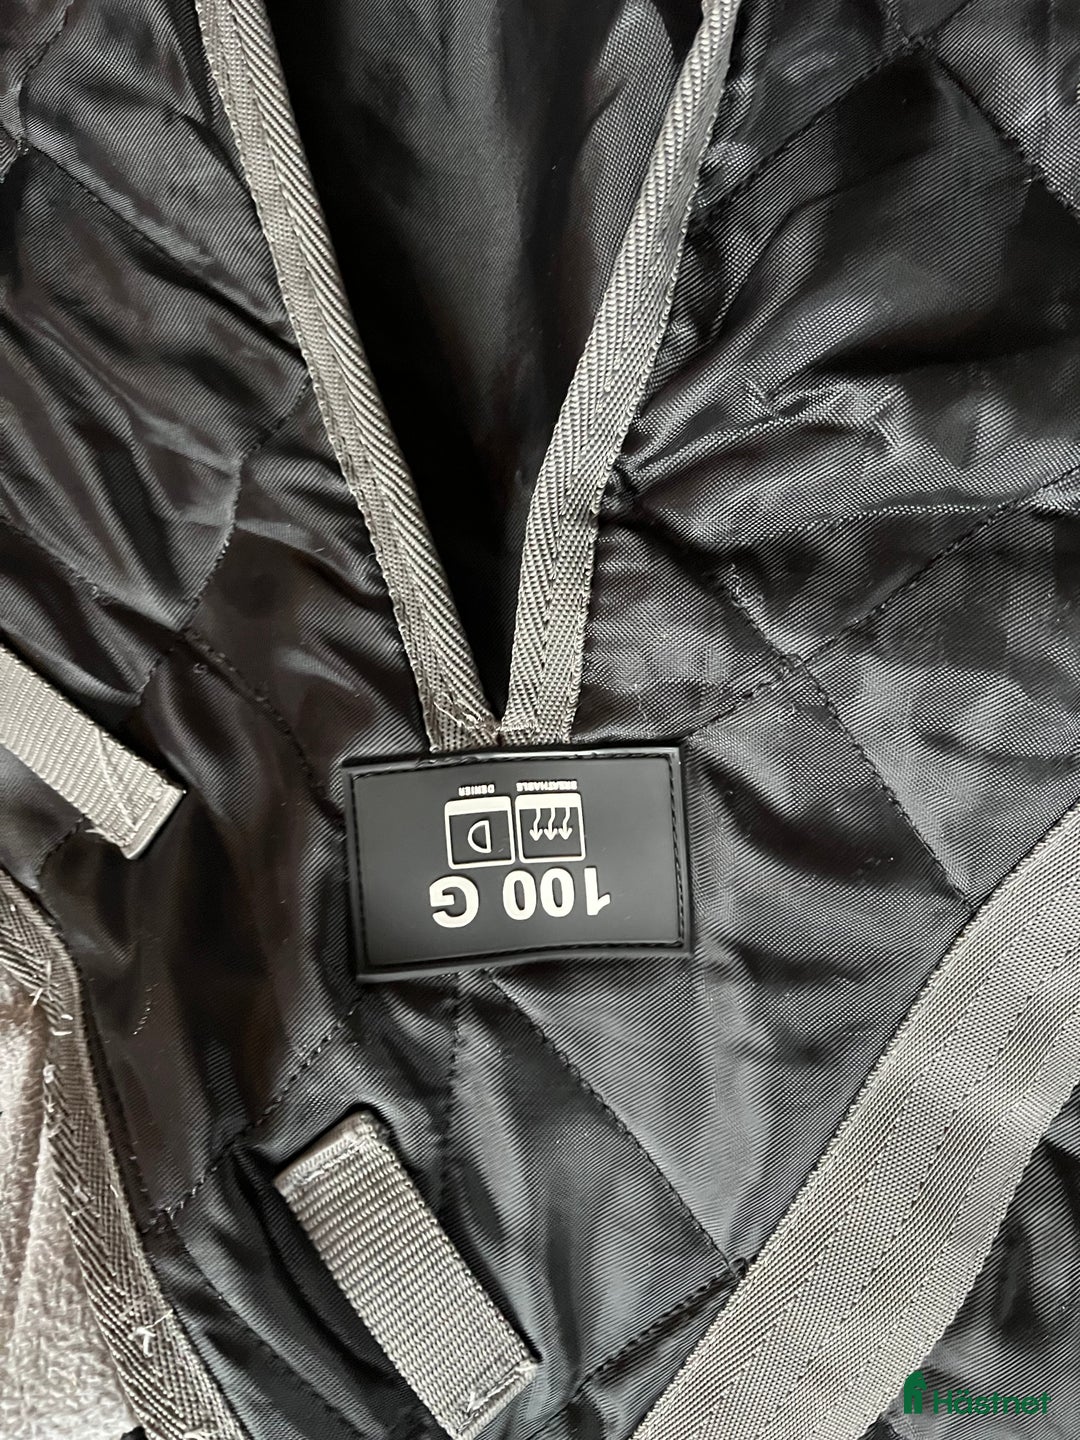 100 G
BREATHABLE DENIER
D
Hästnet